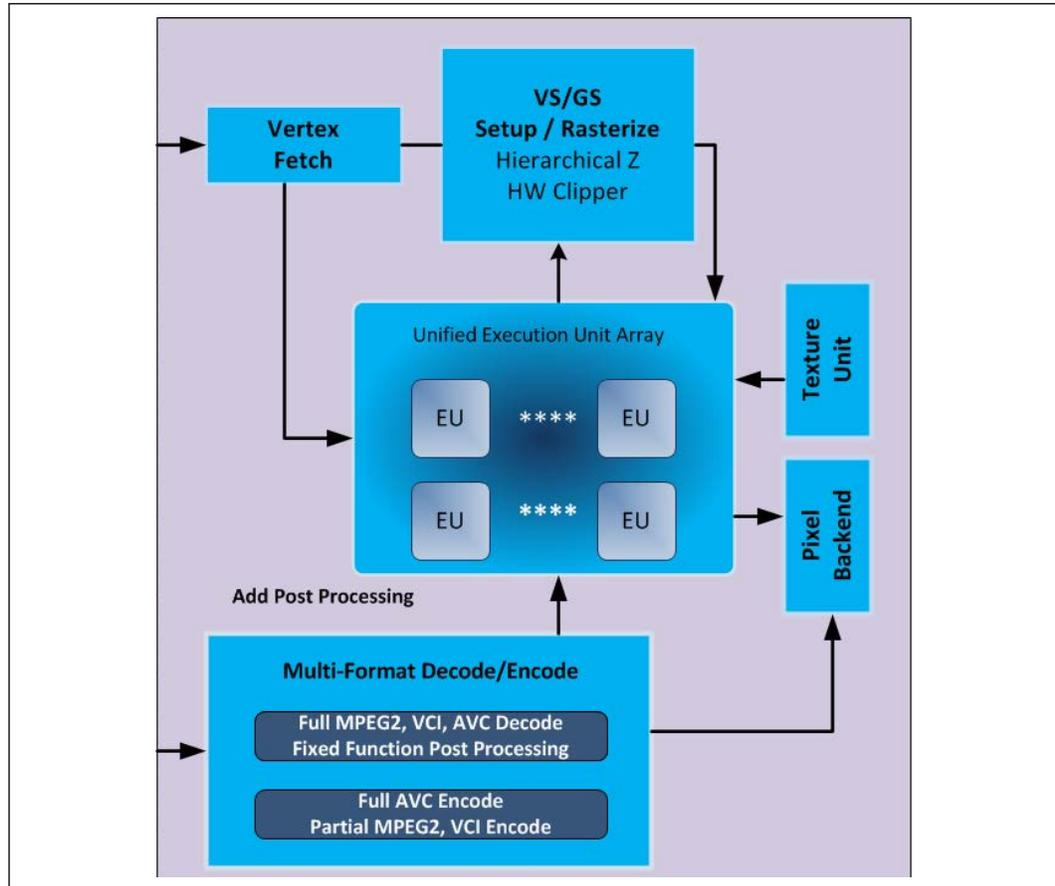 Vertex
Fetch
VS/GS
Setup / Rasterize
Hierarchical Z
HW Clipper
Unified Execution Unit Array
EU
****
EU
EU
****
EU
Texture
Unit
Pixel
Backend
Add Post Processing
Multi-Format Decode/Encode
Full MPEG2, VCI, AVC Decode
Fixed Function Post Processing
Full AVC Encode
Partial MPEG2, VCI Encode